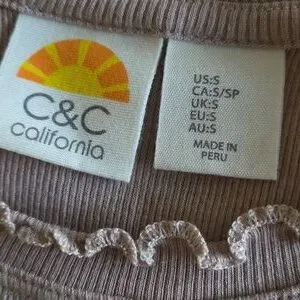 C&C
california
US:S
CA:S/SP
UK:S
EU:S
AU:S
MADE IN
PERU